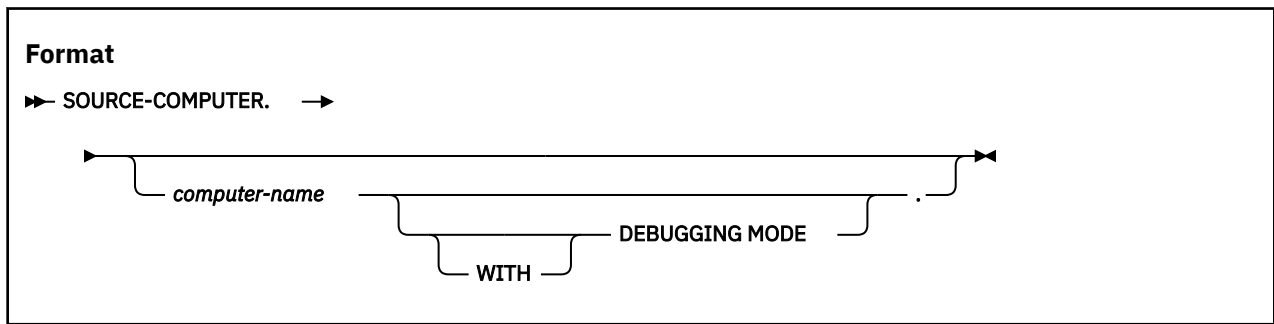 Format
SOURCE-COMPUTER.
computer-name .
DEBUGGING MODE
WITH